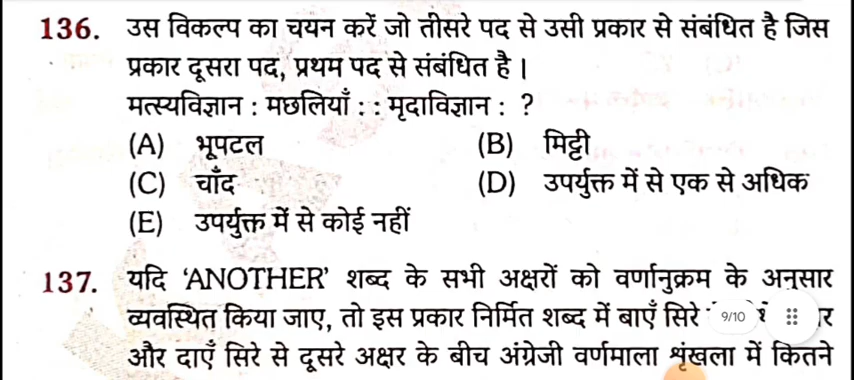 136. उस विकल्प का चयन करें जो तीसरे पद से उसी प्रकार से संबंधित है जिस
प्रकार दूसरा पद, प्रथम पद से संबंधित है।
मत्स्यविज्ञान : मछलियाँ : : मृदाविज्ञान : ?
(A) भूपटल (B) मिट्टी
(C) चाँद (D) उपर्युक्त में से एक से अधिक
(E) उपर्युक्त में से कोई नहीं
137. यदि 'ANOTHER' शब्द के सभी अक्षरों को वर्णानुक्रम के अनुसार
व्यवस्थित किया जाए, तो इस प्रकार निर्मित शब्द में बाएँ सिरे 9/10
और दाएँ सिरे से दूसरे अक्षर के बीच अंग्रेजी वर्णमाला श्रृंखला में कितने